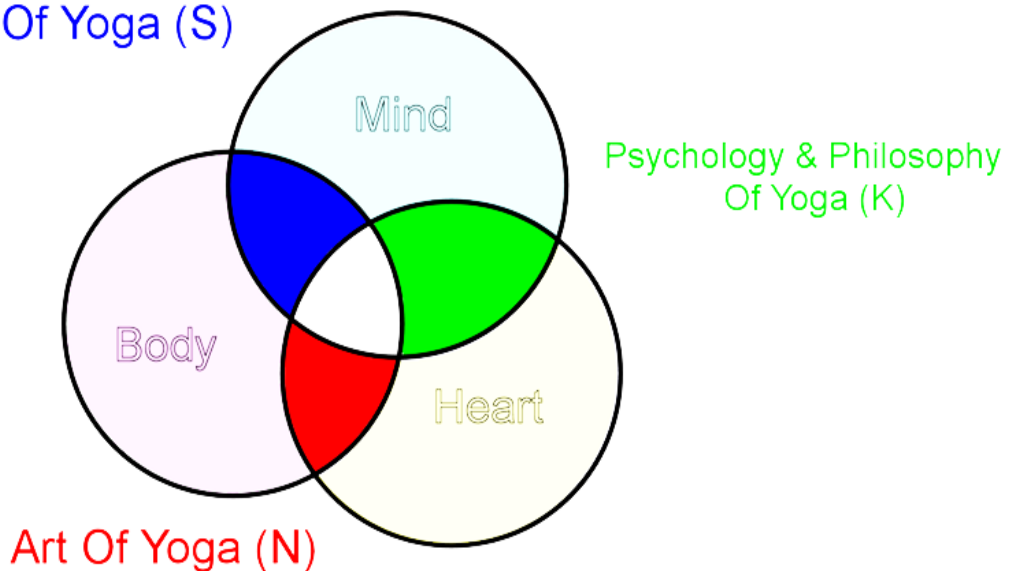 Of Yoga (S)
Mind
Psychology & Philosophy
Of Yoga (K)
Body
Heart
Art Of Yoga (N)